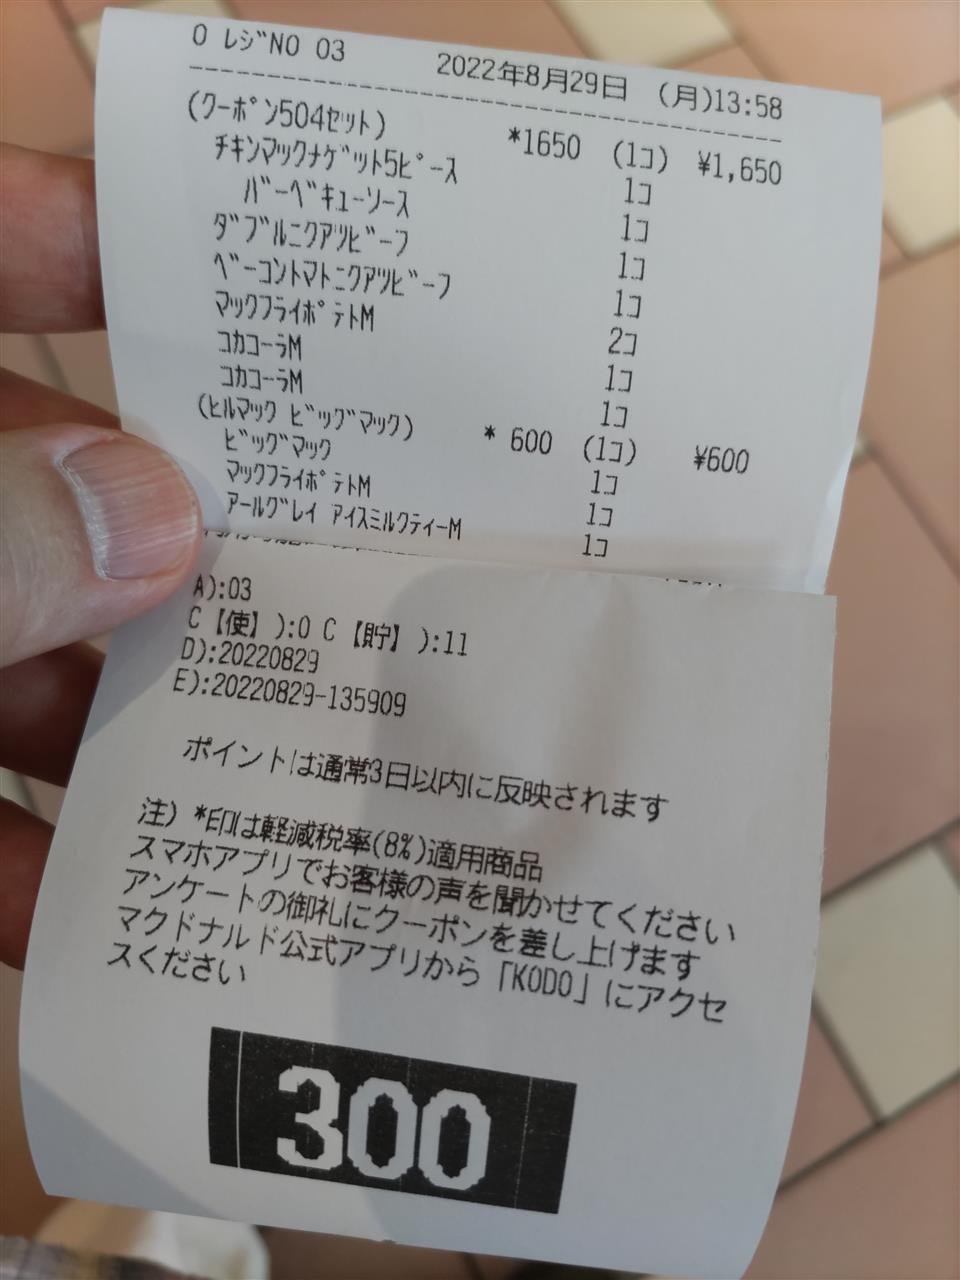 0 レジNO 03 2022年8月29日 (月)13:58
(クーポン504セット) *1650 (1コ) ¥1,650
チキンマックナゲット5ピース 1コ
バーベキューソース 1コ
ダブルニクアツビーフ 1コ
ベーコントマトニクアツビーフ 1コ
マックフライポテトM 2コ
コカコーラM 1コ
コカコーラM 1コ
(ヒルマック ビッグマック) * 600 (1コ) ¥600
ビッグマック 1コ
マックフライポテトM 1コ
アールグレイ アイスミルクティーM 1コ
A):03
C【使】):0 C【貯】):11
D):20220829
E):20220829-135909
ポイントは通常3日以内に反映されます
注) *印は軽減税率(8%)適用商品
スマホアプリでお客様の声を聞かせてください
アンケートの御礼にクーポンを差し上げます
マクドナルド公式アプリから「KODO」にアクセ
スください
300